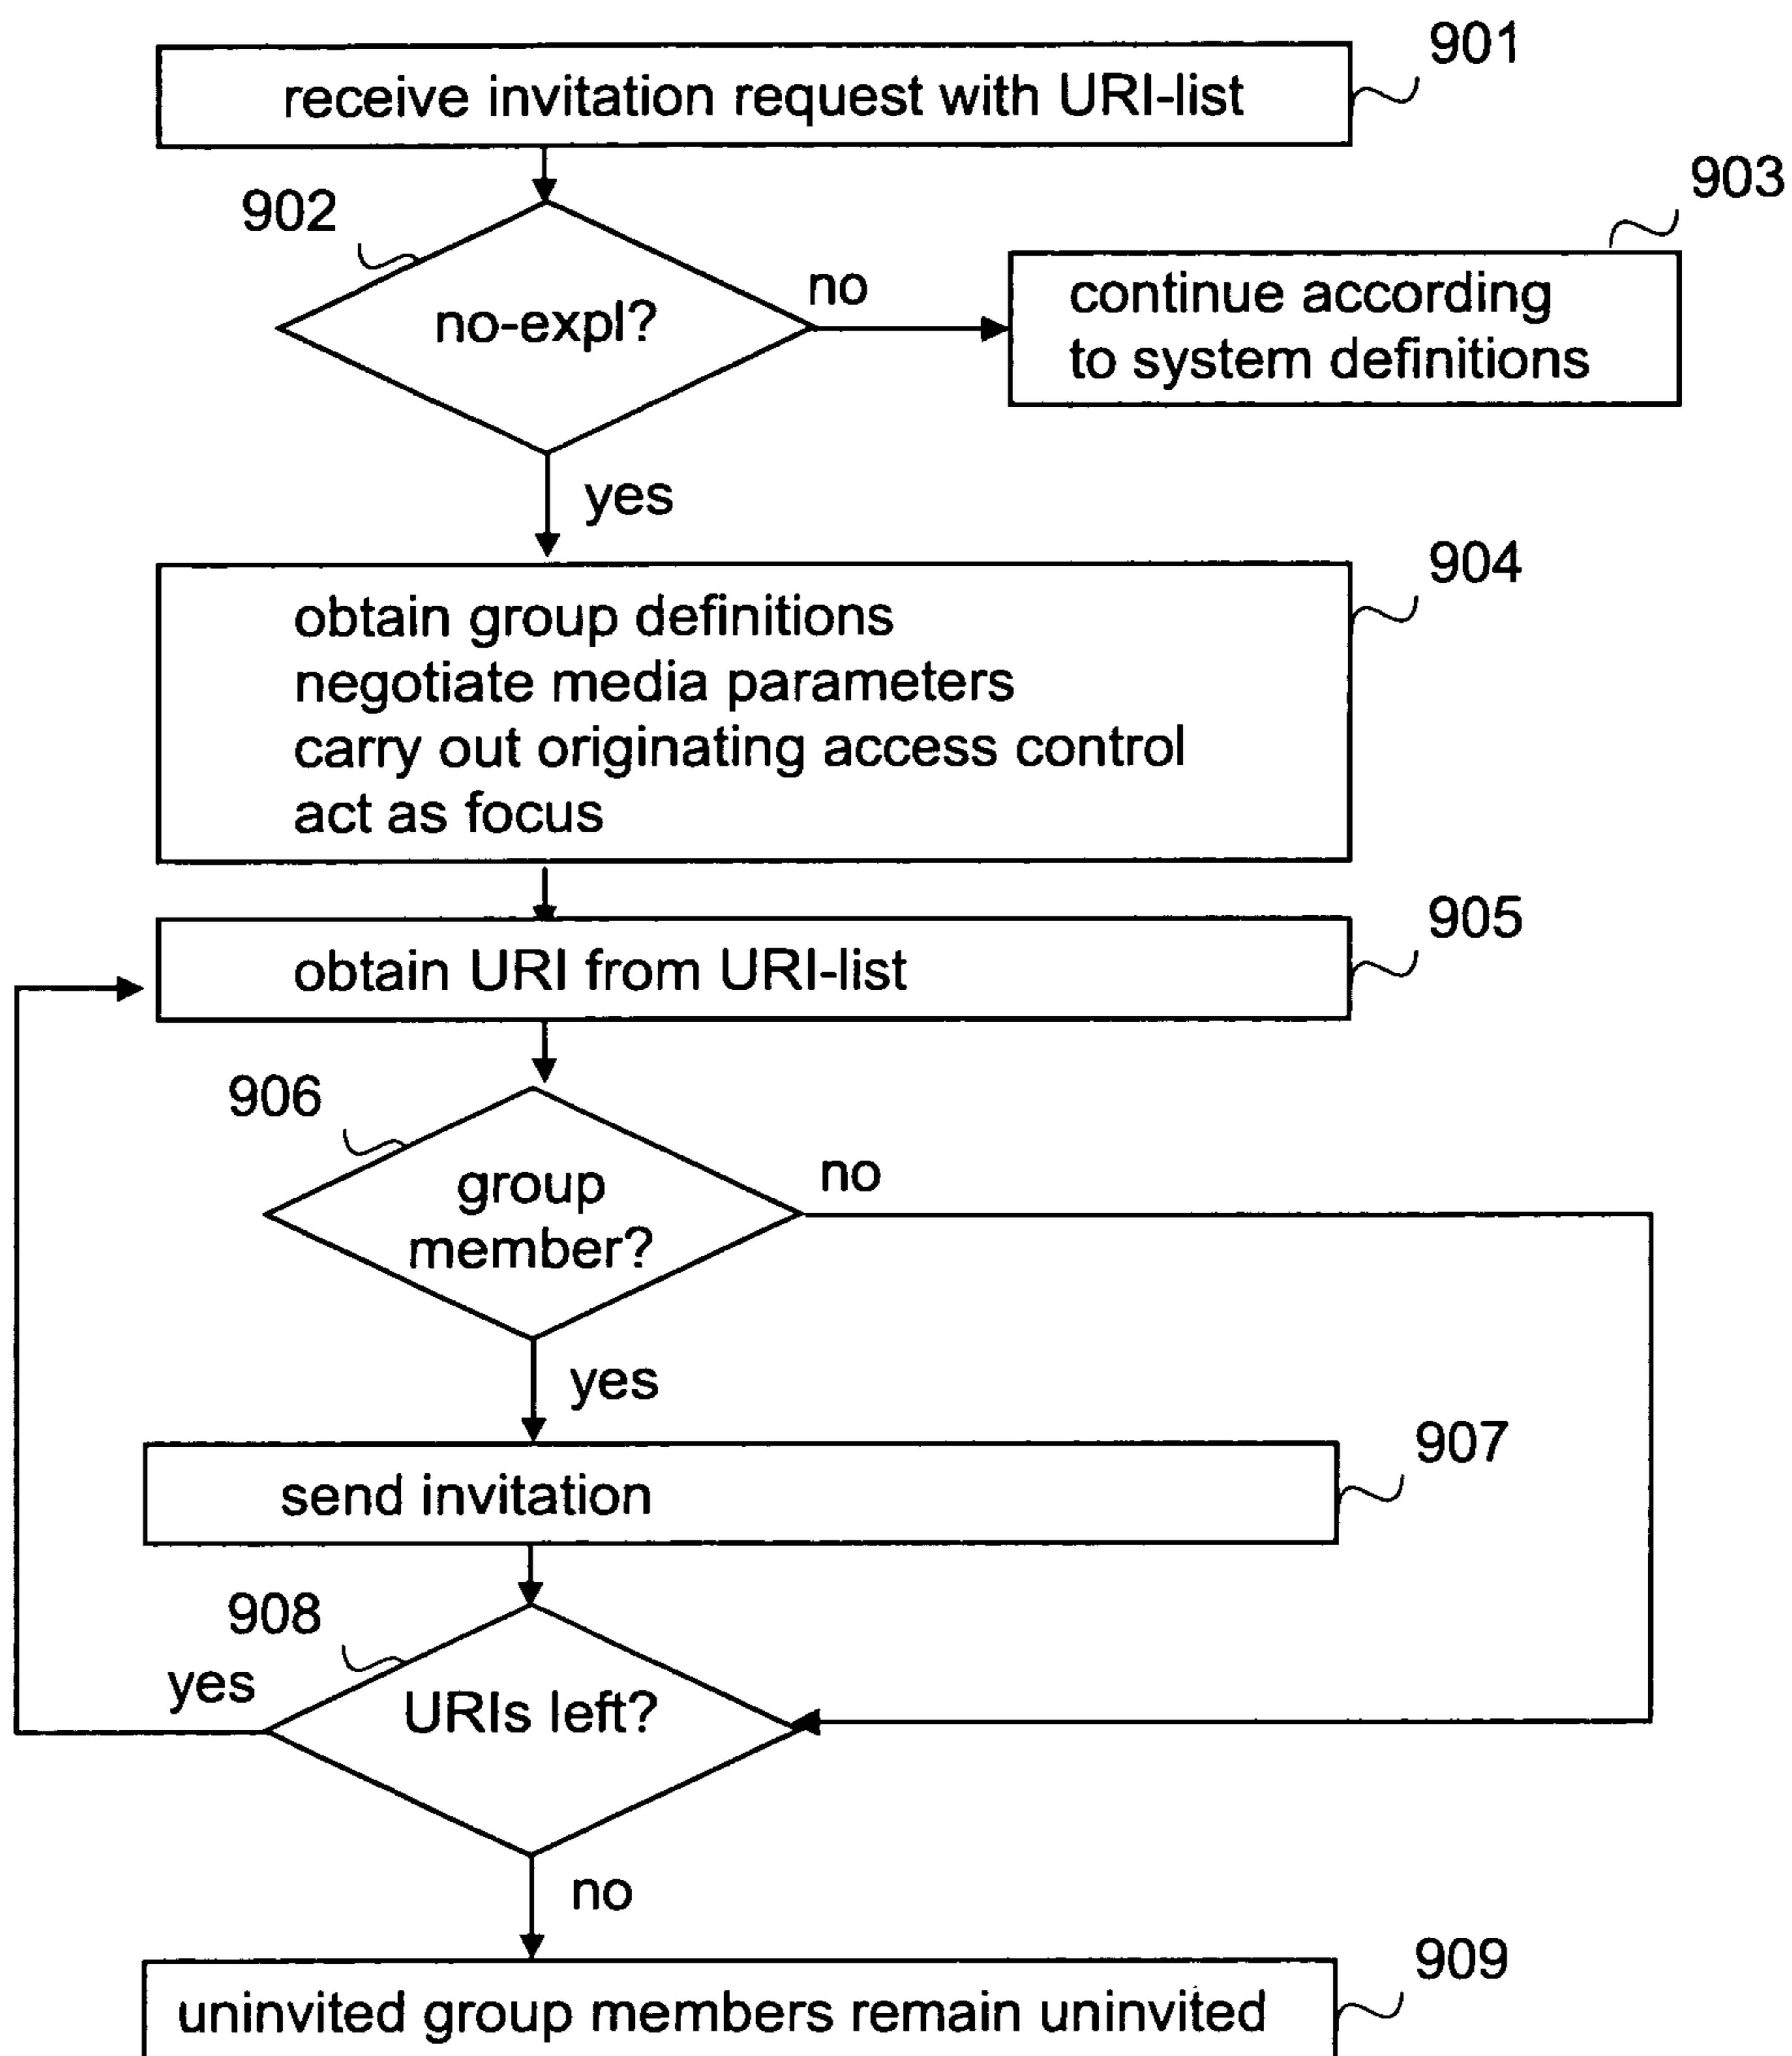 901
receive invitation request with URI-list
903
902
no-expl?
no
continue according
to system definitions
yes
904
obtain group definitions
negotiate media parameters
carry out originating access control
act as focus
905
obtain URI from URI-list
906
group
member?
no
yes
907
send invitation
908
yes
URIs left?
no
909
uninvited group members remain uninvited